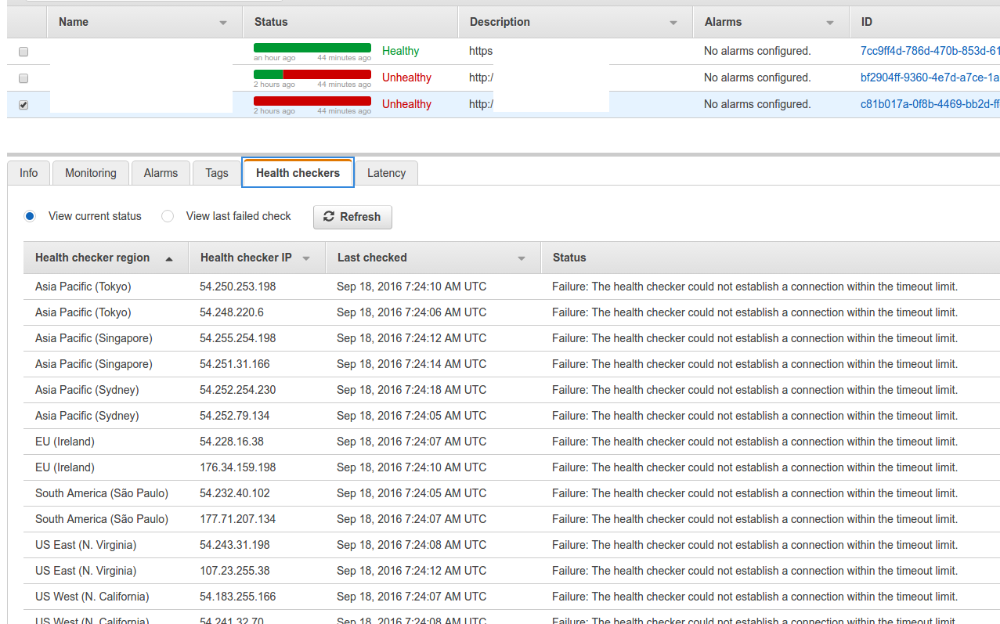 Name Status Description Alarms ID
an hour ago 44 minutes ago Healthy https No alarms configured. 7cc9ff4d-786d-470b-853d-61
2 hours ago 44 minutes ago Unhealthy http:/ No alarms configured. bf2904ff-9360-4e7d-a7ce-1a
2 hours ago 44 minutes ago Unhealthy http:/ No alarms configured. c81b017a-0f8b-4469-bb2d-ff
Info Monitoring Alarms Tags Health checkers Latency
View current status View last failed check Refresh
Health checker region Health checker IP Last checked Status
Asia Pacific (Tokyo) 54.250.253.198 Sep 18, 2016 7:24:10 AM UTC Failure: The health checker could not establish a connection within the timeout limit.
Asia Pacific (Tokyo) 54.248.220.6 Sep 18, 2016 7:24:06 AM UTC Failure: The health checker could not establish a connection within the timeout limit.
Asia Pacific (Singapore) 54.255.254.198 Sep 18, 2016 7:24:12 AM UTC Failure: The health checker could not establish a connection within the timeout limit.
Asia Pacific (Singapore) 54.251.31.166 Sep 18, 2016 7:24:14 AM UTC Failure: The health checker could not establish a connection within the timeout limit.
Asia Pacific (Sydney) 54.252.254.230 Sep 18, 2016 7:24:18 AM UTC Failure: The health checker could not establish a connection within the timeout limit.
Asia Pacific (Sydney) 54.252.79.134 Sep 18, 2016 7:24:05 AM UTC Failure: The health checker could not establish a connection within the timeout limit.
EU (Ireland) 54.228.16.38 Sep 18, 2016 7:24:07 AM UTC Failure: The health checker could not establish a connection within the timeout limit.
EU (Ireland) 176.34.159.198 Sep 18, 2016 7:24:10 AM UTC Failure: The health checker could not establish a connection within the timeout limit.
South America (São Paulo) 54.232.40.102 Sep 18, 2016 7:24:05 AM UTC Failure: The health checker could not establish a connection within the timeout limit.
South America (São Paulo) 177.71.207.134 Sep 18, 2016 7:24:07 AM UTC Failure: The health checker could not establish a connection within the timeout limit.
US East (N. Virginia) 54.243.31.198 Sep 18, 2016 7:24:08 AM UTC Failure: The health checker could not establish a connection within the timeout limit.
US East (N. Virginia) 107.23.255.38 Sep 18, 2016 7:24:12 AM UTC Failure: The health checker could not establish a connection within the timeout limit.
US West (N. California) 54.183.255.166 Sep 18, 2016 7:24:07 AM UTC Failure: The health checker could not establish a connection within the timeout limit.
US West (N. California) 54.241.32.70 Sep 18, 2016 7:24:08 AM UTC Failure: The health checker could not establish a connection within the timeout limit.